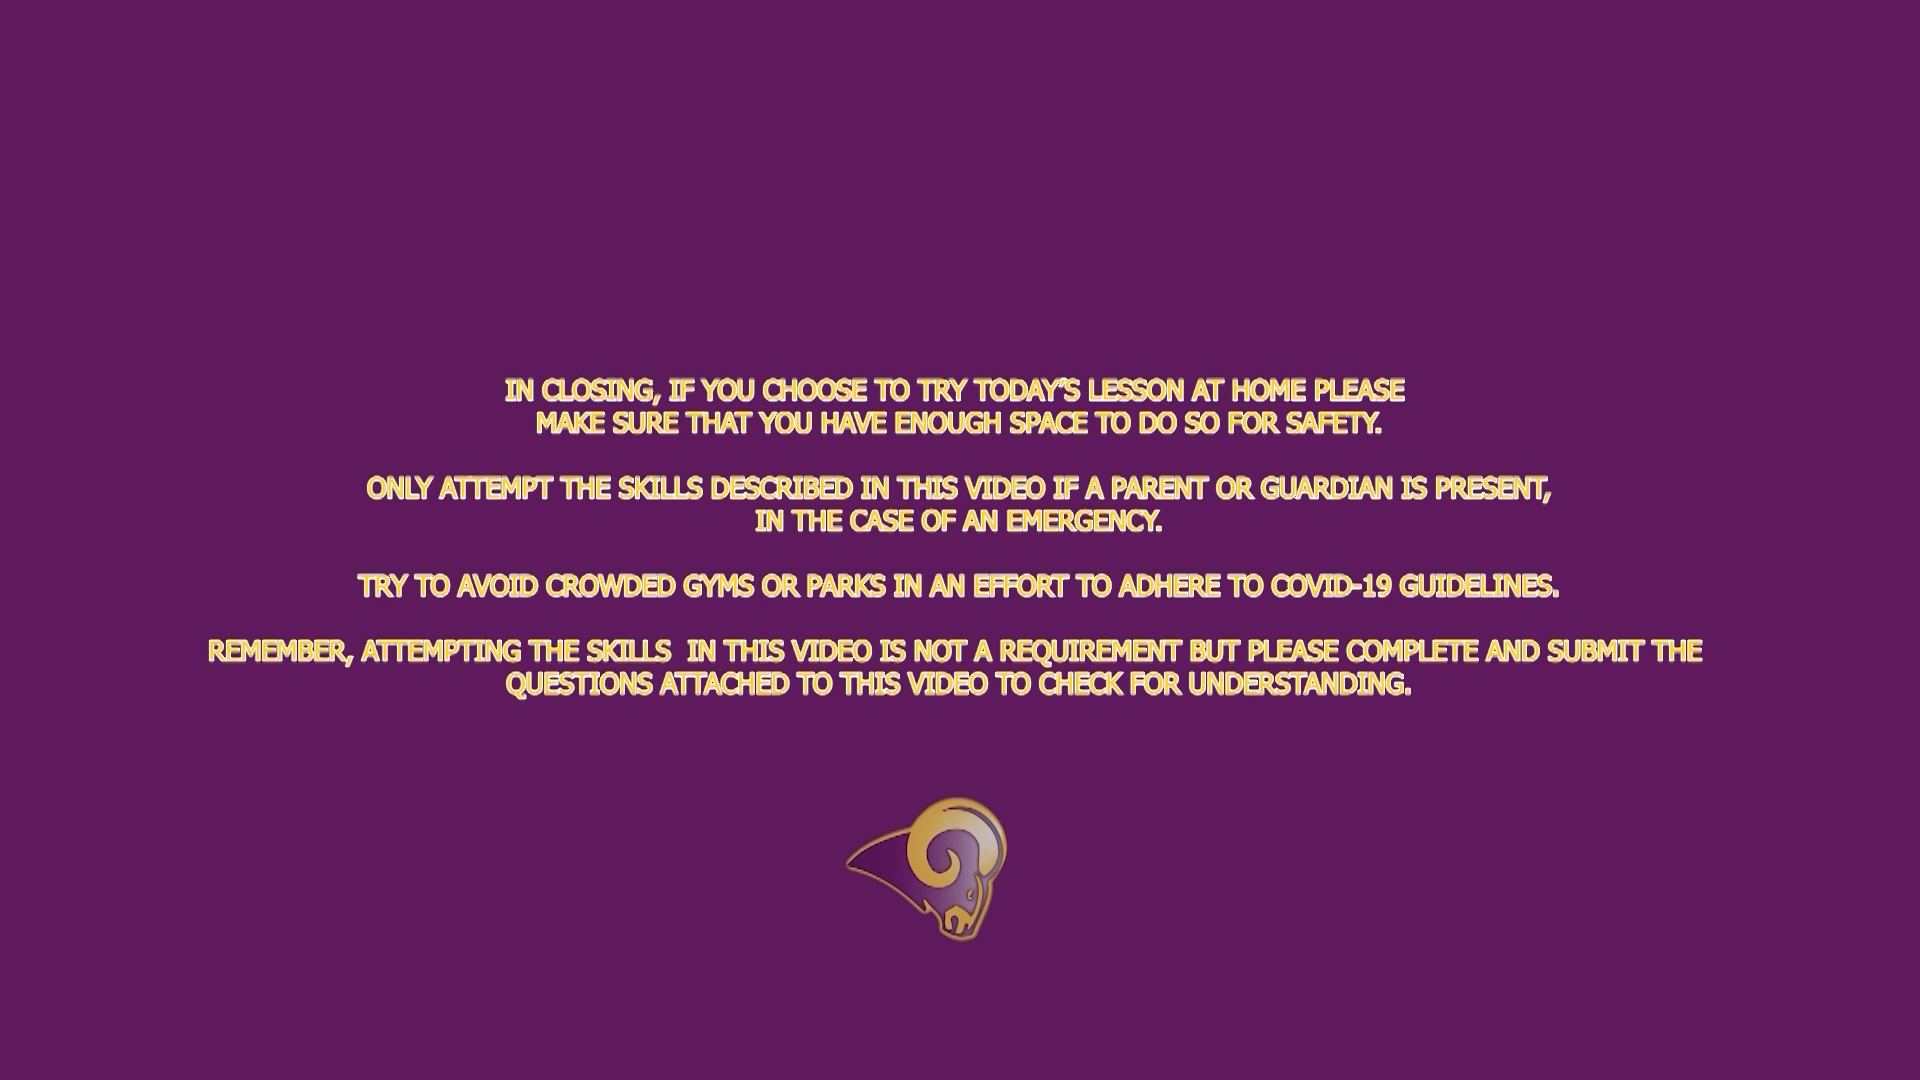 IN CLOSING, IF YOU CHOOSE TO TRY TODAY'S LESSON AT HOME PLEASE
MAKE SURE THAT YOU HAVE ENOUGH SPACE TO DO SO FOR SAFETY.
ONLY ATTEMPT THE SKILLS DESCRIBED IN THIS VIDEO IF A PARENT OR GUARDIAN IS PRESENT,
IN THE CASE OF AN EMERGENCY.
TRY TO AVOID CROWDED GYMS OR PARKS IN AN EFFORT TO ADHERE TO COVID-19 GUIDELINES.
REMEMBER, ATTEMPTING THE SKILLS  IN THIS VIDEO IS NOT A REQUIREMENT BUT PLEASE COMPLETE AND SUBMIT THE
QUESTIONS ATTACHED TO THIS VIDEO TO CHECK FOR UNDERSTANDING.